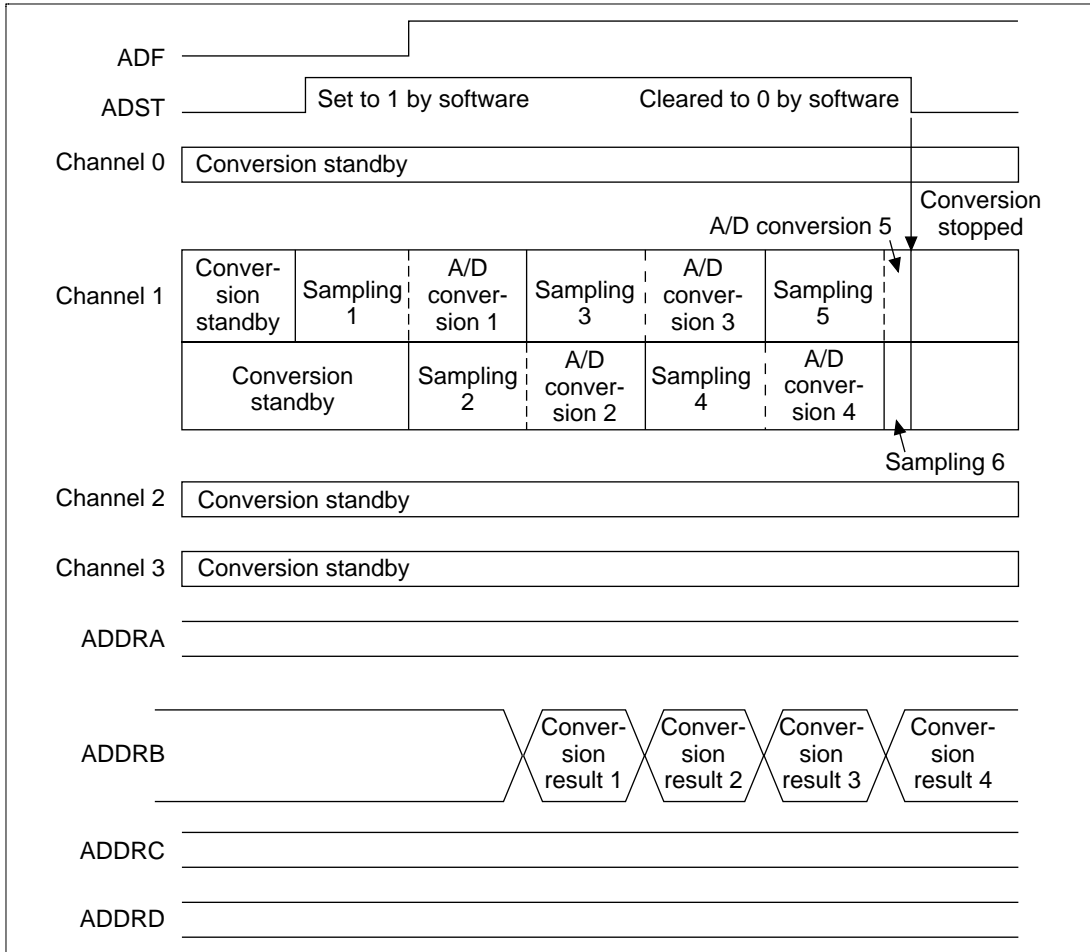 ADF
ADST
Set to 1 by software
Cleared to 0 by software
Channel 0
Conversion standby
Conversion
stopped
A/D conversion 5
Channel 1
Conver-
sion
standby
Sampling
1
A/D
conver-
sion 1
Sampling
3
A/D
conver-
sion 3
Sampling
5
Conversion
standby
Sampling
2
A/D
conver-
sion 2
Sampling
4
A/D
conver-
sion 4
Sampling 6
Channel 2
Conversion standby
Channel 3
Conversion standby
ADDRA
ADDRB
Conver-
sion
result 1
Conver-
sion
result 2
Conver-
sion
result 3
Conver-
sion
result 4
ADDRC
ADDRD